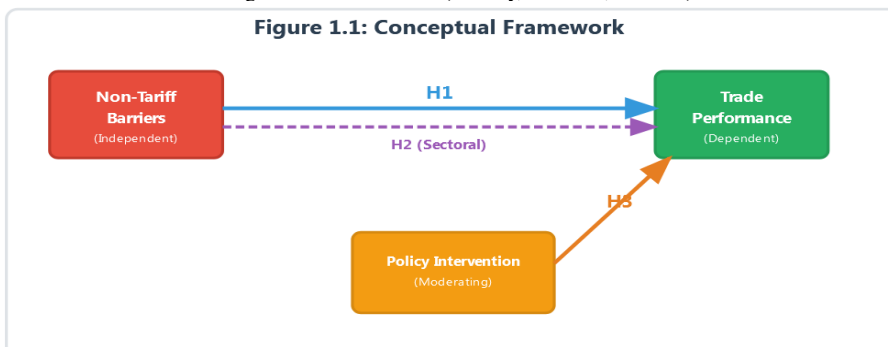 Figure 1.1: Conceptual Framework
Non-Tariff
Barriers
(Independent)
H1
H2 (Sectoral)
Trade
Performance
(Dependent)
H3
Policy Intervention
(Moderating)